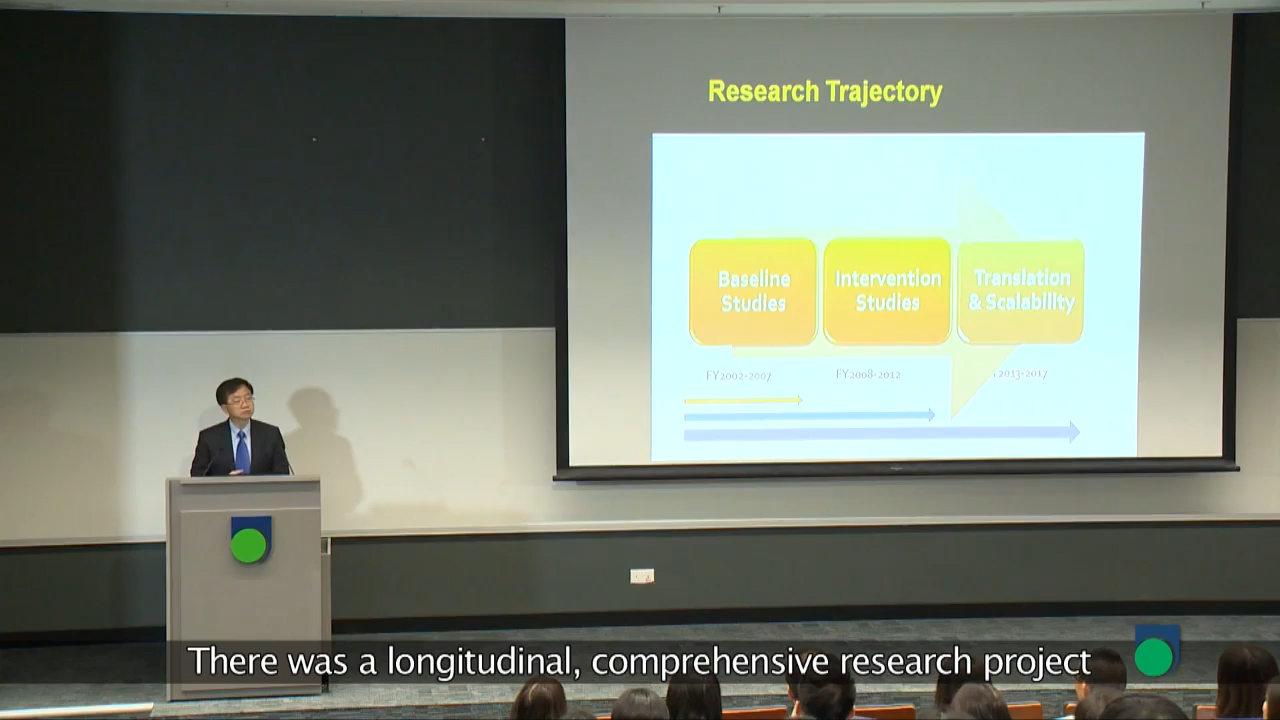 Research Trajectory
Baseline
Studies
Intervention
Studies
Translation
& Scalability
FY2002-2007
FY2008-2012
2013-2017
There was a longitudinal, comprehensive research project